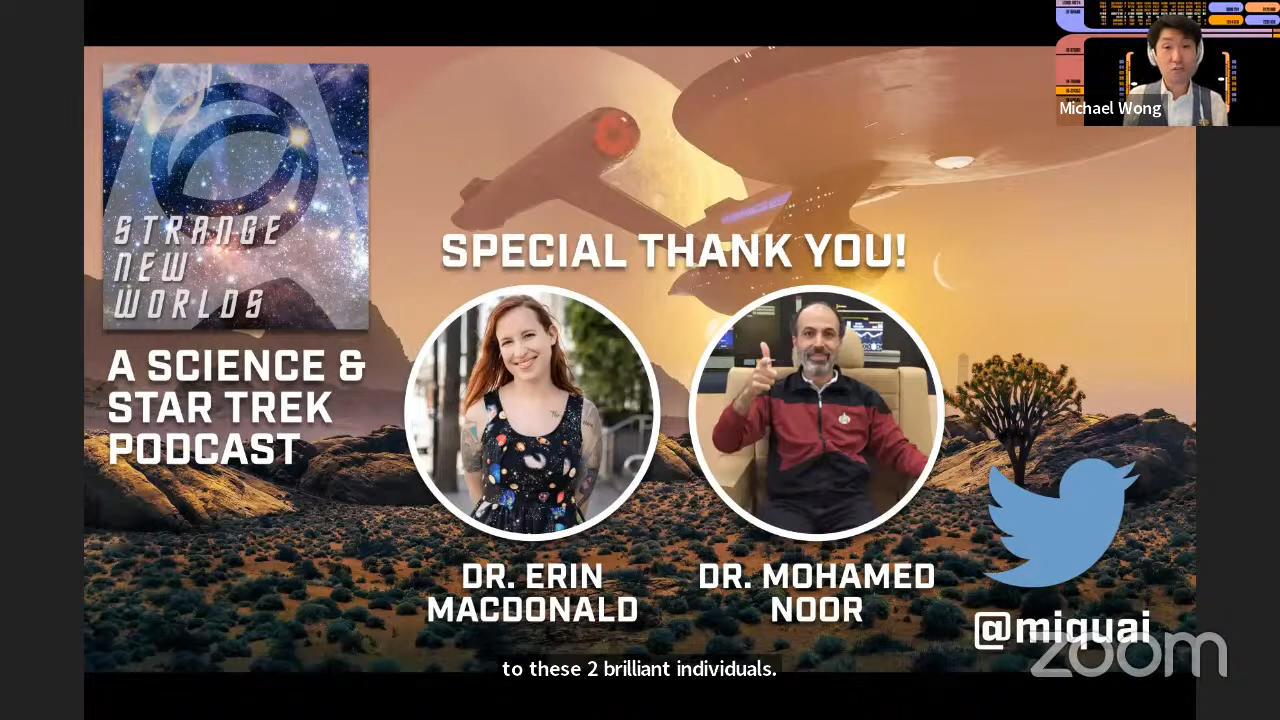 Michael Wong
STRANGE
NEW
WORLDS
A SCIENCE &
STAR TREK
PODCAST
SPECIAL THANK YOU!
DR. ERIN
MACDONALD
DR. MOHAMED
NOOR
@miquai
zoom
to these 2 brilliant individuals.